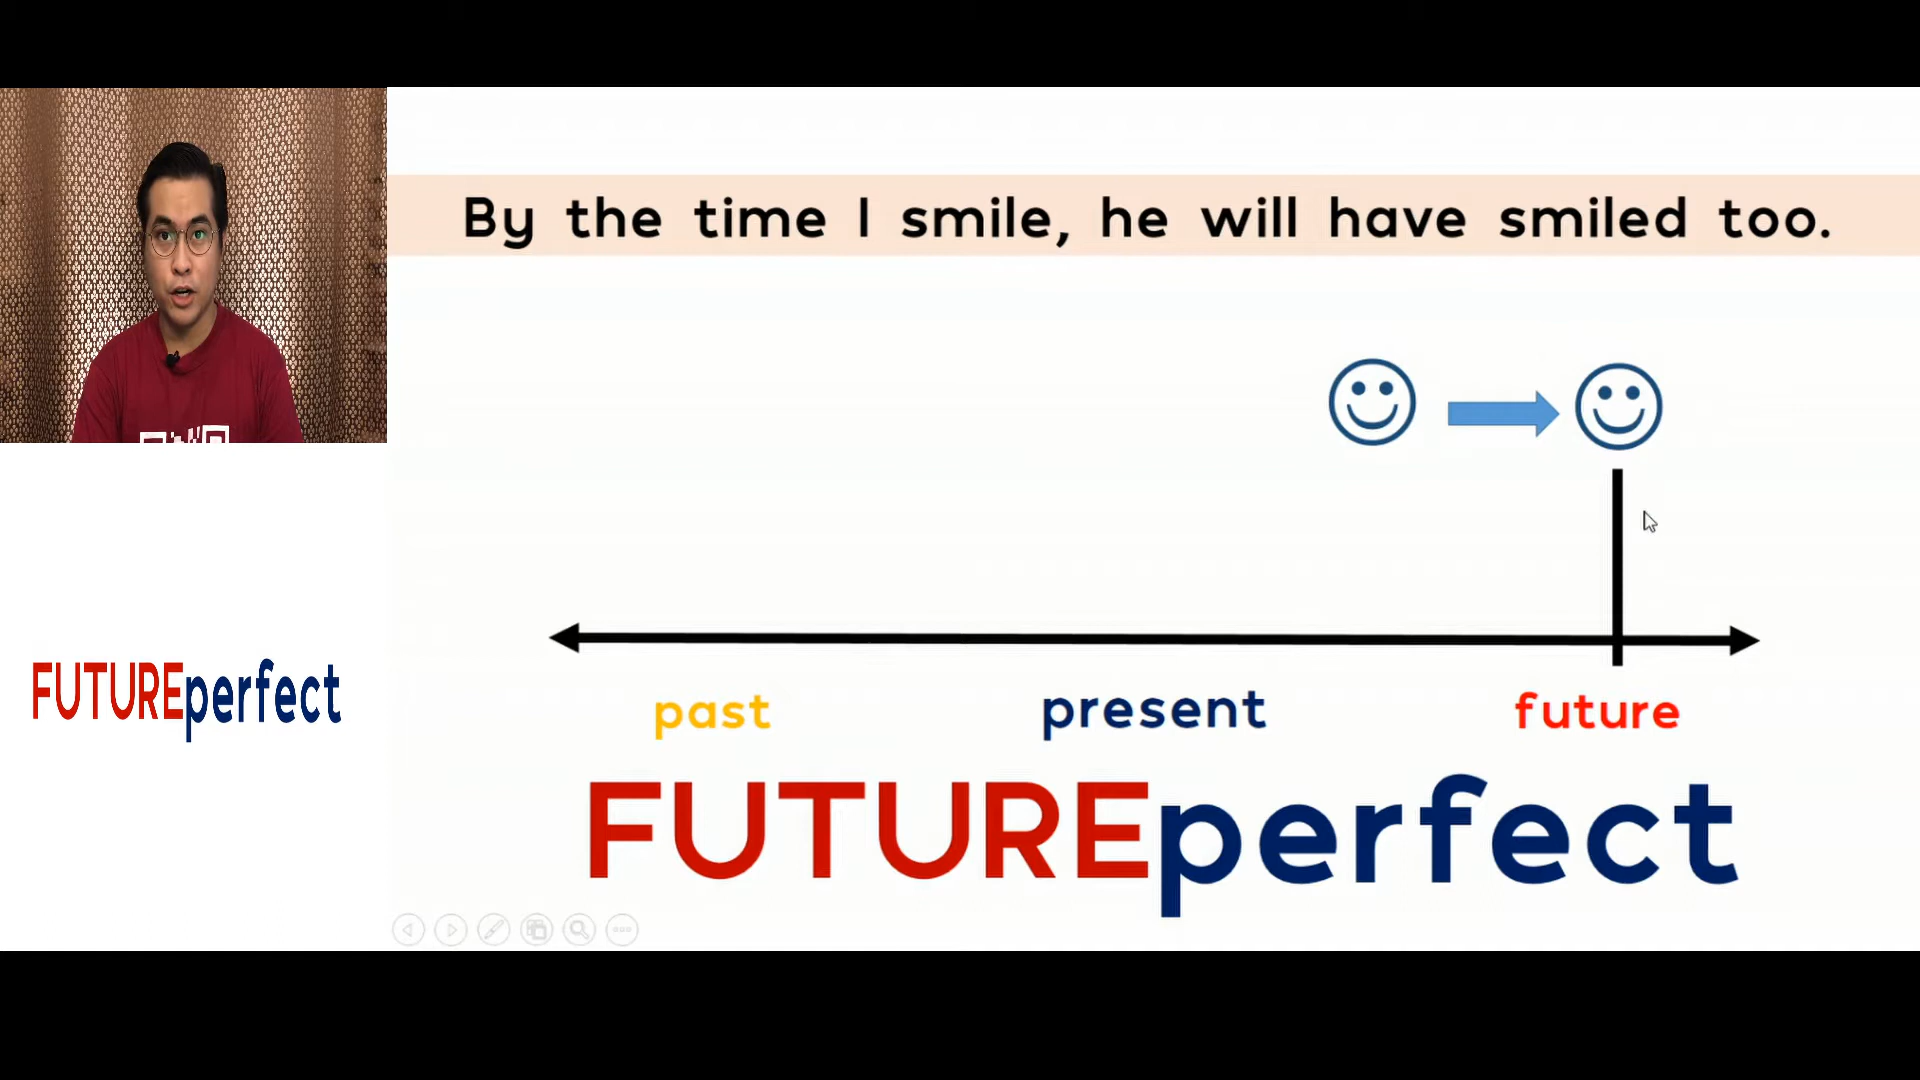 By the time I smile, he will have smiled too.
past present future
FUTUREperfect
FUTUREperfect